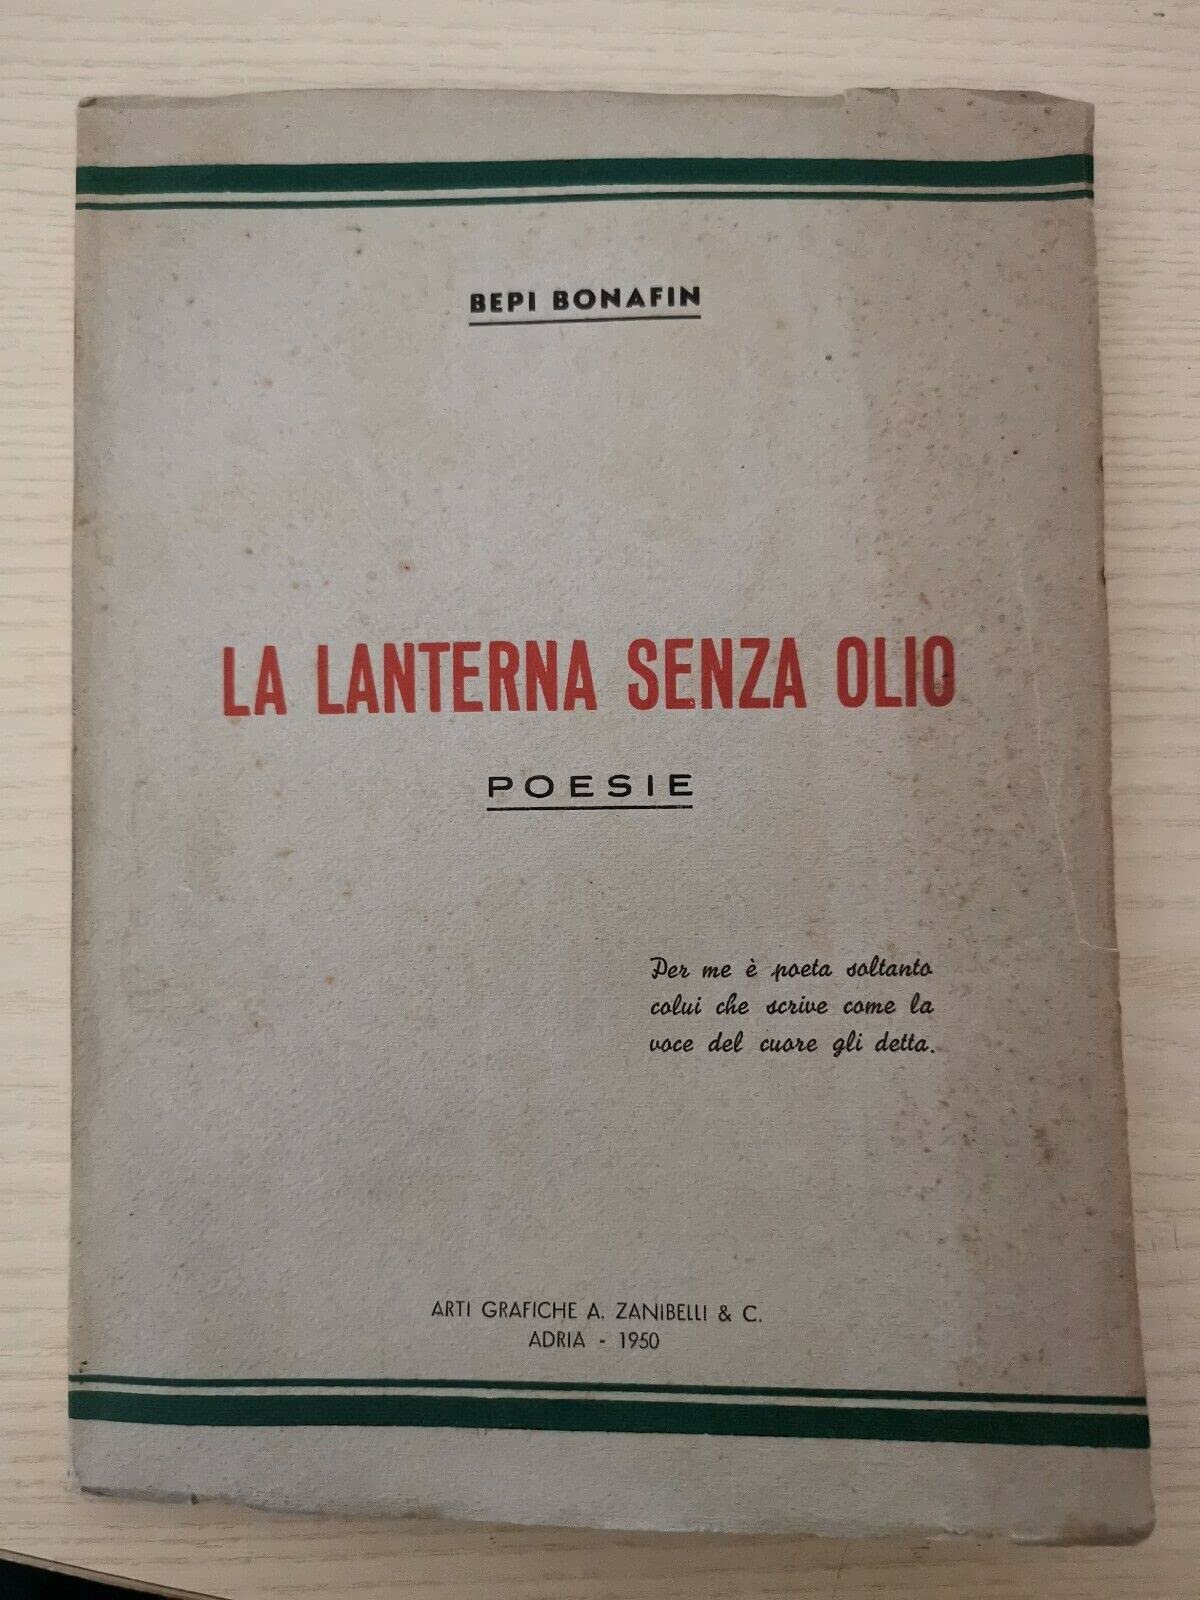 BEPI BONAFIN
LA LANTERNA SENZA OLIO
POESIE
Per me è poeta soltanto
colui che scrive come la
voce del cuore gli detta.
ARTI GRAFICHE A. ZANIBELLI & C.
ADRIA - 1950